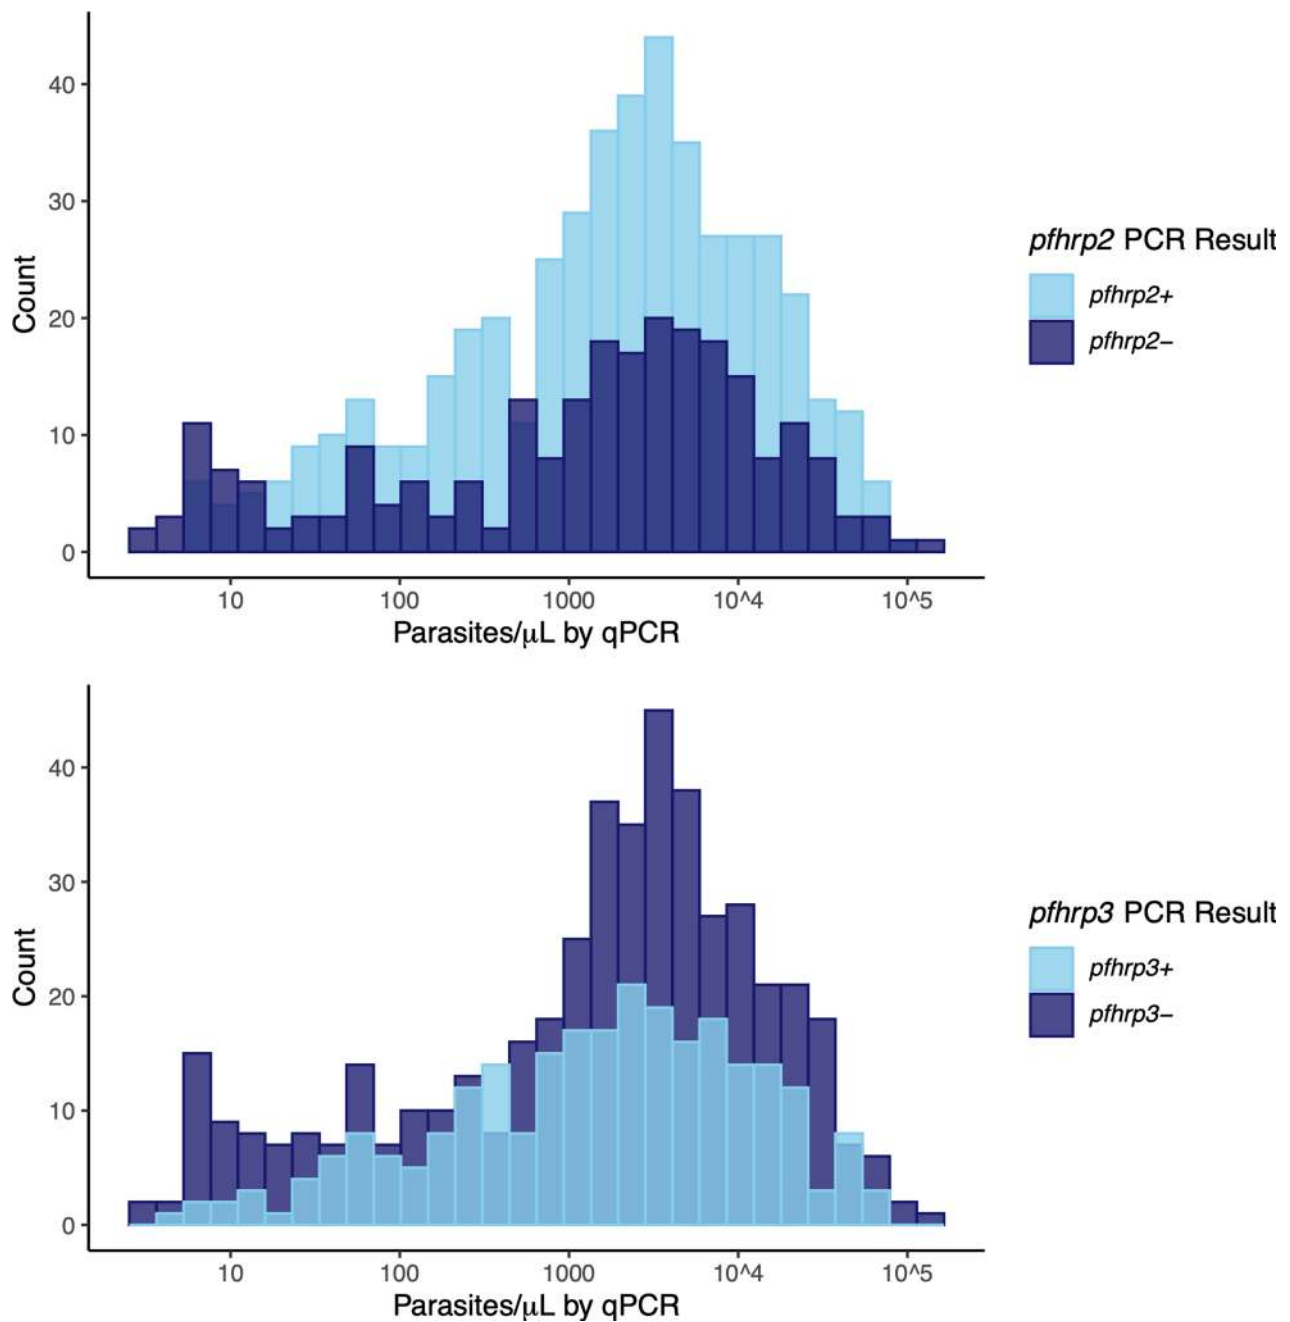 40
30
20
10
0
Count
10 100 1000 10^4 10^5
Parasites/μL by qPCR
pfhrp2 PCR Result
pfhrp2+
pfhrp2−
40
30
20
10
0
Count
10 100 1000 10^4 10^5
Parasites/μL by qPCR
pfhrp3 PCR Result
pfhrp3+
pfhrp3−